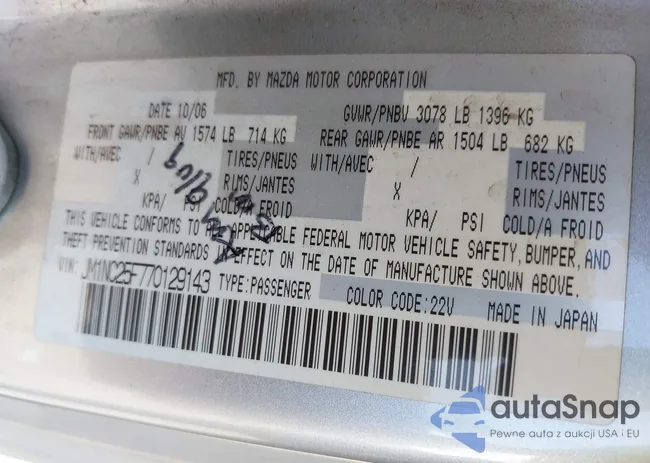 MFD. BY MAZDA MOTOR CORPORATION
DATE 10/06 GVWR/PNBV 3078 LB 1396 KG
FRONT GAWR/PNBE AV 1574 LB 714 KG REAR GAWR/PNBE AR 1504 LB 682 KG
WITH/AVEC / TIRES/PNEUS WITH/AVEC / TIRES/PNEUS
X RIMS/JANTES X RIMS/JANTES
KPA/ PSI COLD/A FROID KPA/ PSI COLD/A FROID
THIS VEHICLE CONFORMS TO ALL APPLICABLE FEDERAL MOTOR VEHICLE SAFETY, BUMPER, AND
THEFT PREVENTION STANDARDS IN EFFECT ON THE DATE OF MANUFACTURE SHOWN ABOVE.
VIN: JM1NC25F770129143 TYPE:PASSENGER COLOR CODE:22V MADE IN JAPAN
autaSnap
Pewne auta z aukcji USA i EU